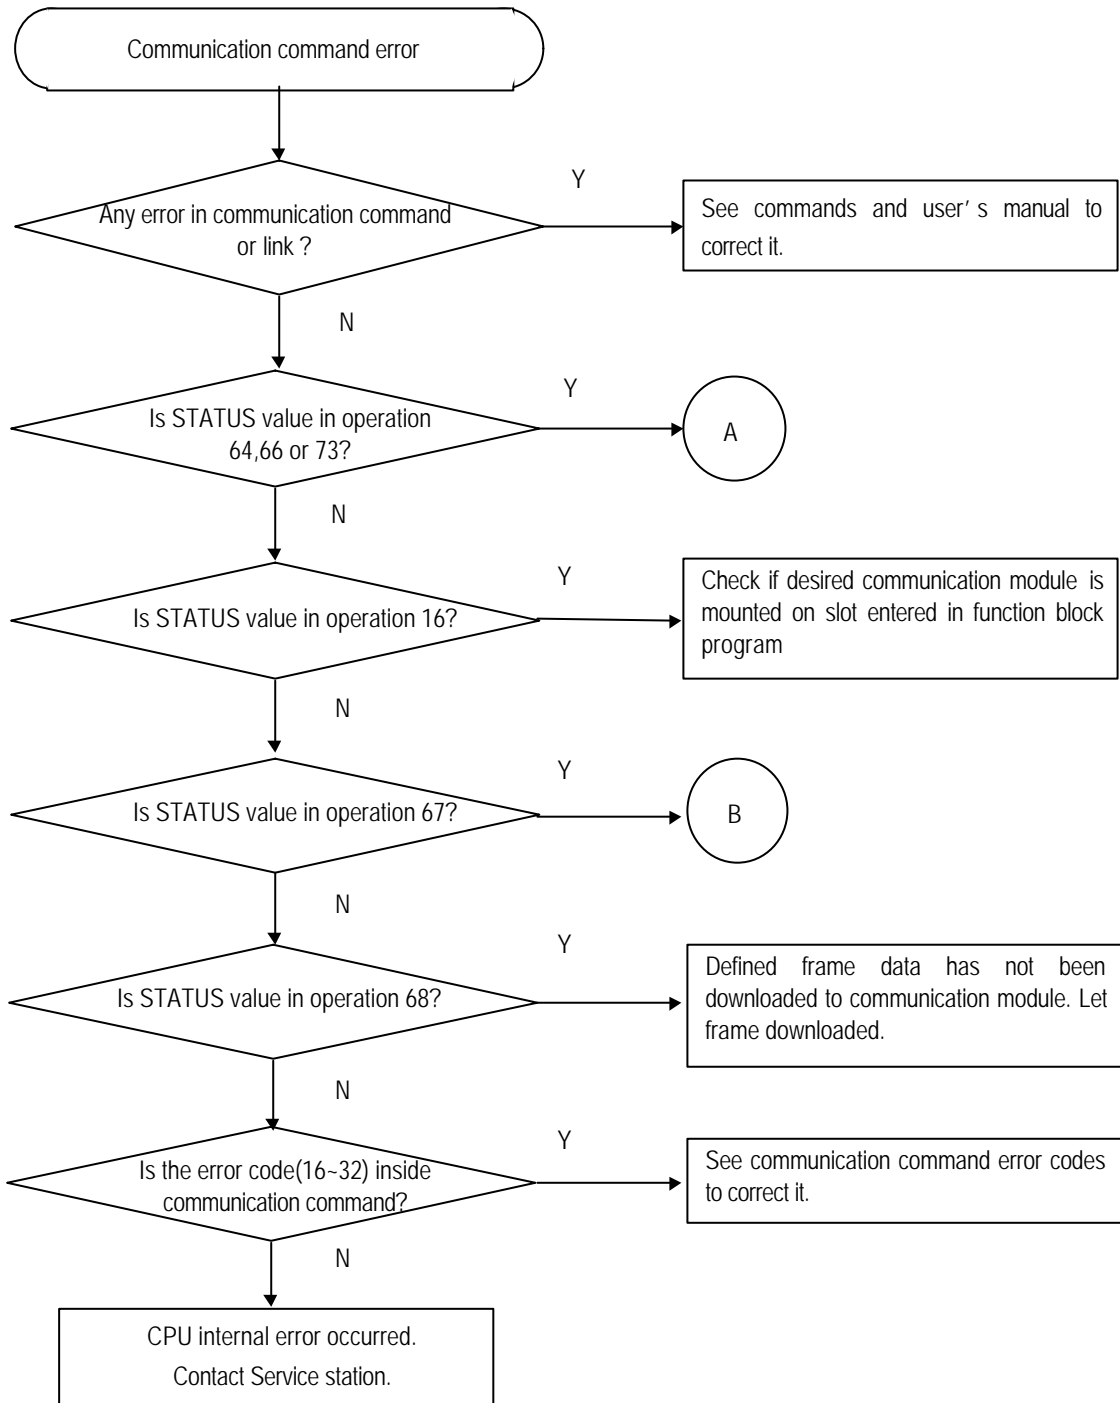 Communication command error
Y
Any error in communication command
or link ?
See commands and user's manual to
correct it.
N
Y
Is STATUS value in operation
64,66 or 73?
A
N
Y
Is STATUS value in operation 16?
Check if desired communication module is
mounted on slot entered in function block
program
N
Y
Is STATUS value in operation 67?
B
N
Y
Is STATUS value in operation 68?
Defined frame data has not been
downloaded to communication module. Let
frame downloaded.
N
Y
Is the error code(16~32) inside
communication command?
See communication command error codes
to correct it.
N
CPU internal error occurred.
Contact Service station.